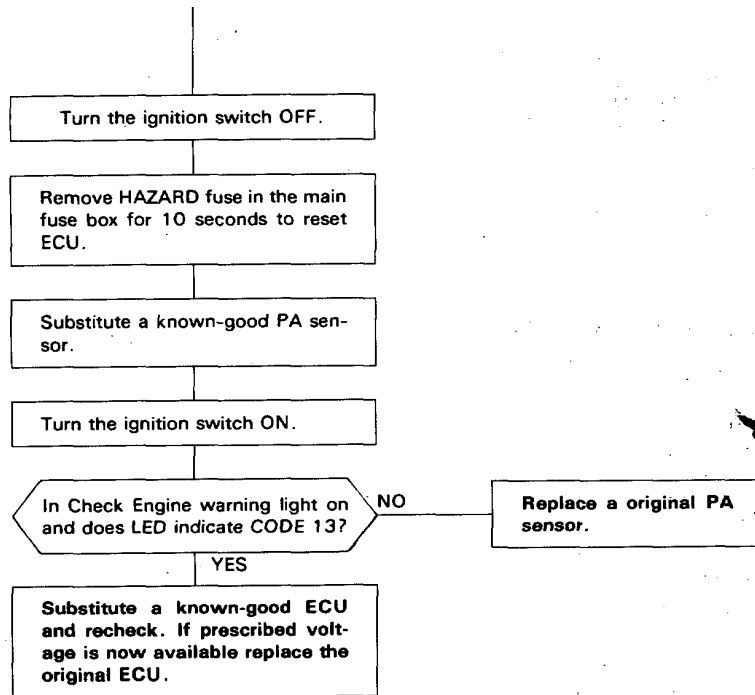 Turn the ignition switch OFF.
Remove HAZARD fuse in the main
fuse box for 10 seconds to reset
ECU.
Substitute a known-good PA sen-
sor.
Turn the ignition switch ON.
In Check Engine warning light on
and does LED indicate CODE 13?
NO
Replace a original PA
sensor.
YES
Substitute a known-good ECU
and recheck. If prescribed volt-
age is now available replace the
original ECU.